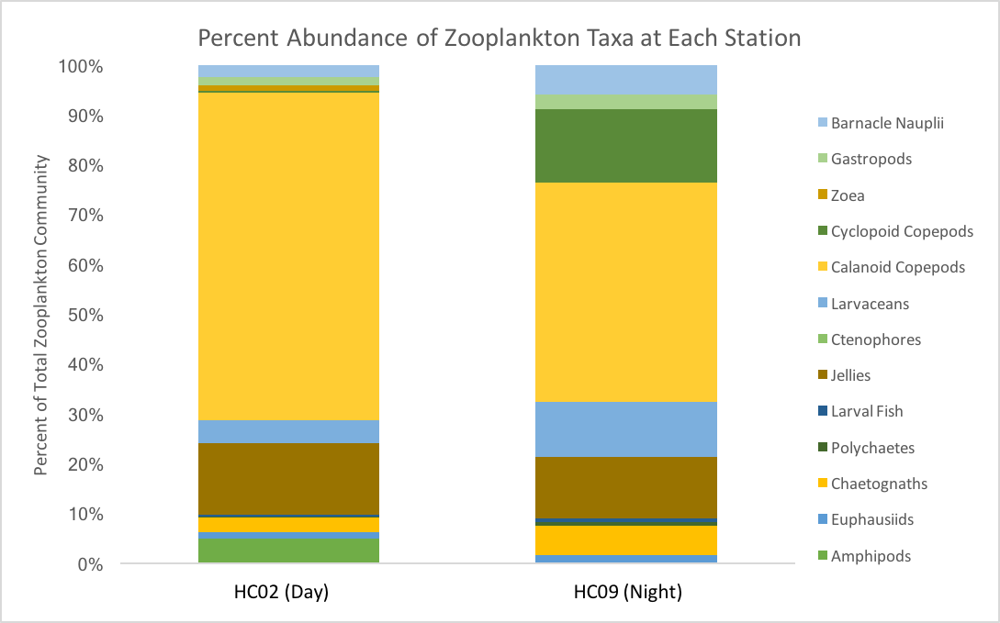 Percent Abundance of Zooplankton Taxa at Each Station
Percent of Total Zooplankton Community
100%
90%
80%
70%
60%
50%
40%
30%
20%
10%
0%
HC02 (Day)
HC09 (Night)
Barnacle Nauplii
Gastropods
Zoea
Cyclopoid Copepods
Calanoid Copepods
Larvaceans
Ctenophores
Jellies
Larval Fish
Polychaetes
Chaetognaths
Euphausiids
Amphipods